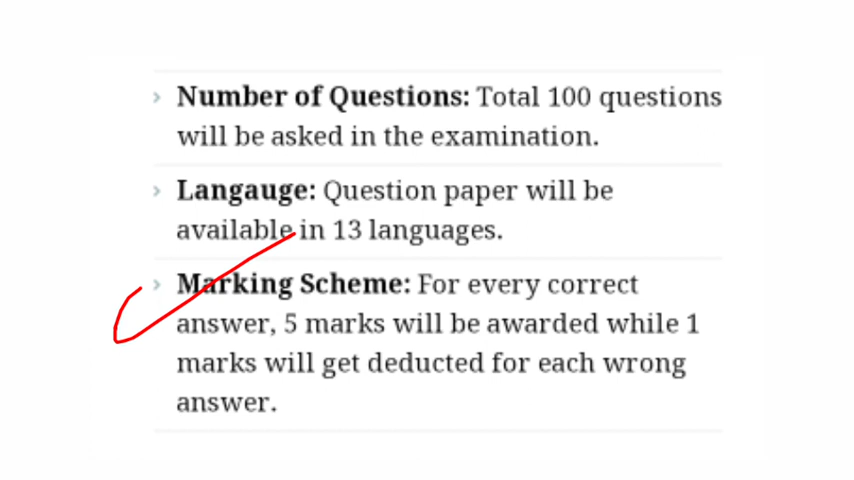 Number of Questions: Total 100 questions
will be asked in the examination.
Langauge: Question paper will be
available in 13 languages.
Marking Scheme: For every correct
answer, 5 marks will be awarded while 1
marks will get deducted for each wrong
answer.